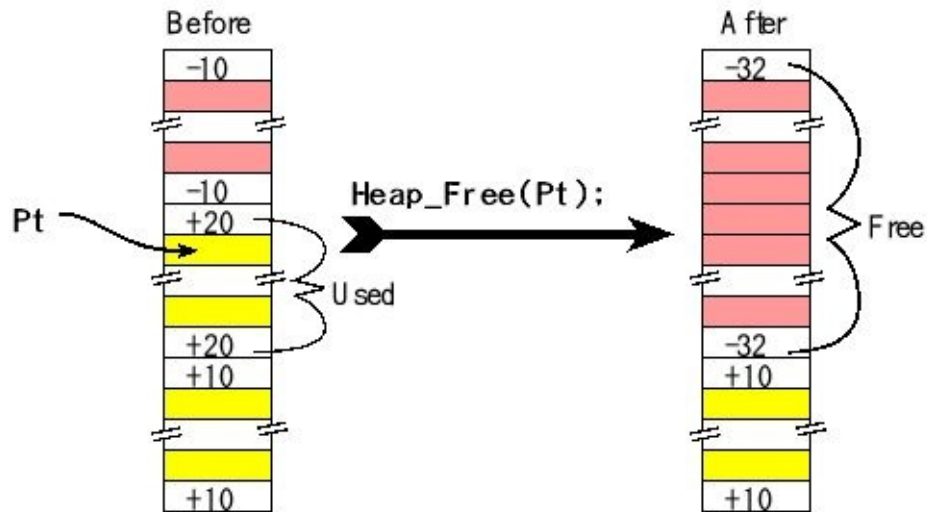 Before
-10
-10
+20
Pt
Used
+20
+10
+10
Heap_Free(Pt);
After
-32
Free
-32
+10
+10